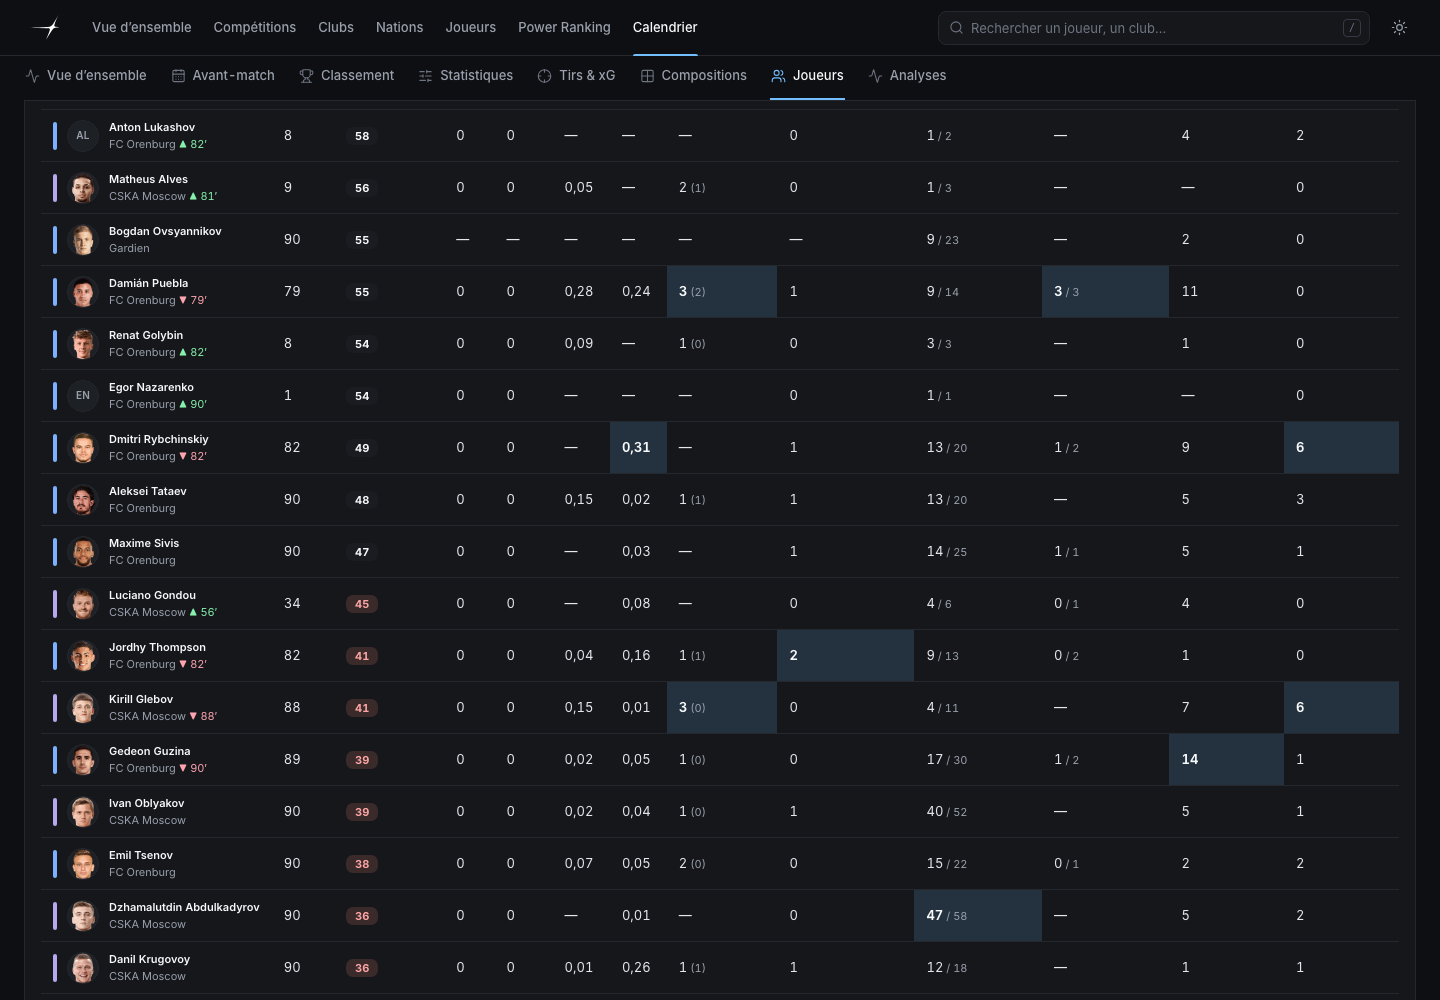 Vue d'ensemble Compétitions Clubs Nations Joueurs Power Ranking Calendrier Rechercher un joueur, un club... /
Vue d'ensemble Avant-match Classement Statistiques Tirs & xG Compositions Joueurs Analyses
AL Anton Lukashov 8 58 0 0 — — — 0 1 / 2 — 4 2
FC Orenburg ▲ 82'
Matheus Alves 9 56 0 0 0,05 — 2 (1) 0 1 / 3 — — 0
CSKA Moscow ▲ 81'
Bogdan Ovsyannikov 90 55 — — — — — — 9 / 23 — 2 0
Gardien
Damián Puebla 79 55 0 0 0,28 0,24 3 (2) 1 9 / 14 3 / 3 11 0
FC Orenburg ▼ 79'
Renat Golybin 8 54 0 0 0,09 — 1 (0) 0 3 / 3 — 1 0
FC Orenburg ▲ 82'
EN Egor Nazarenko 1 54 0 0 — — — 0 1 / 1 — — 0
FC Orenburg ▲ 90'
Dmitri Rybchinskiy 82 49 0 0 — 0,31 — 1 13 / 20 1 / 2 9 6
FC Orenburg ▼ 82'
Aleksei Tataev 90 48 0 0 0,15 0,02 1 (1) 1 13 / 20 — 5 3
FC Orenburg
Maxime Sivis 90 47 0 0 — 0,03 — 1 14 / 25 1 / 1 5 1
FC Orenburg
Luciano Gondou 34 45 0 0 — 0,08 — 0 4 / 6 0 / 1 4 0
CSKA Moscow ▲ 56'
Jordhy Thompson 82 41 0 0 0,04 0,16 1 (1) 2 9 / 13 0 / 2 1 0
FC Orenburg ▼ 82'
Kirill Glebov 88 41 0 0 0,15 0,01 3 (0) 0 4 / 11 — 7 6
CSKA Moscow ▼ 88'
Gedeon Guzina 89 39 0 0 0,02 0,05 1 (0) 0 17 / 30 1 / 2 14 1
FC Orenburg ▼ 90'
Ivan Oblyakov 90 39 0 0 0,02 0,04 1 (0) 1 40 / 52 — 5 1
CSKA Moscow
Emil Tsenov 90 38 0 0 0,07 0,05 2 (0) 0 15 / 22 0 / 1 2 2
FC Orenburg
Dzhamalutdin Abdulkadyrov 90 36 0 0 — 0,01 — 0 47 / 58 — 5 2
CSKA Moscow
Danil Krugovoy 90 36 0 0 0,01 0,26 1 (1) 1 12 / 18 — 1 1
CSKA Moscow